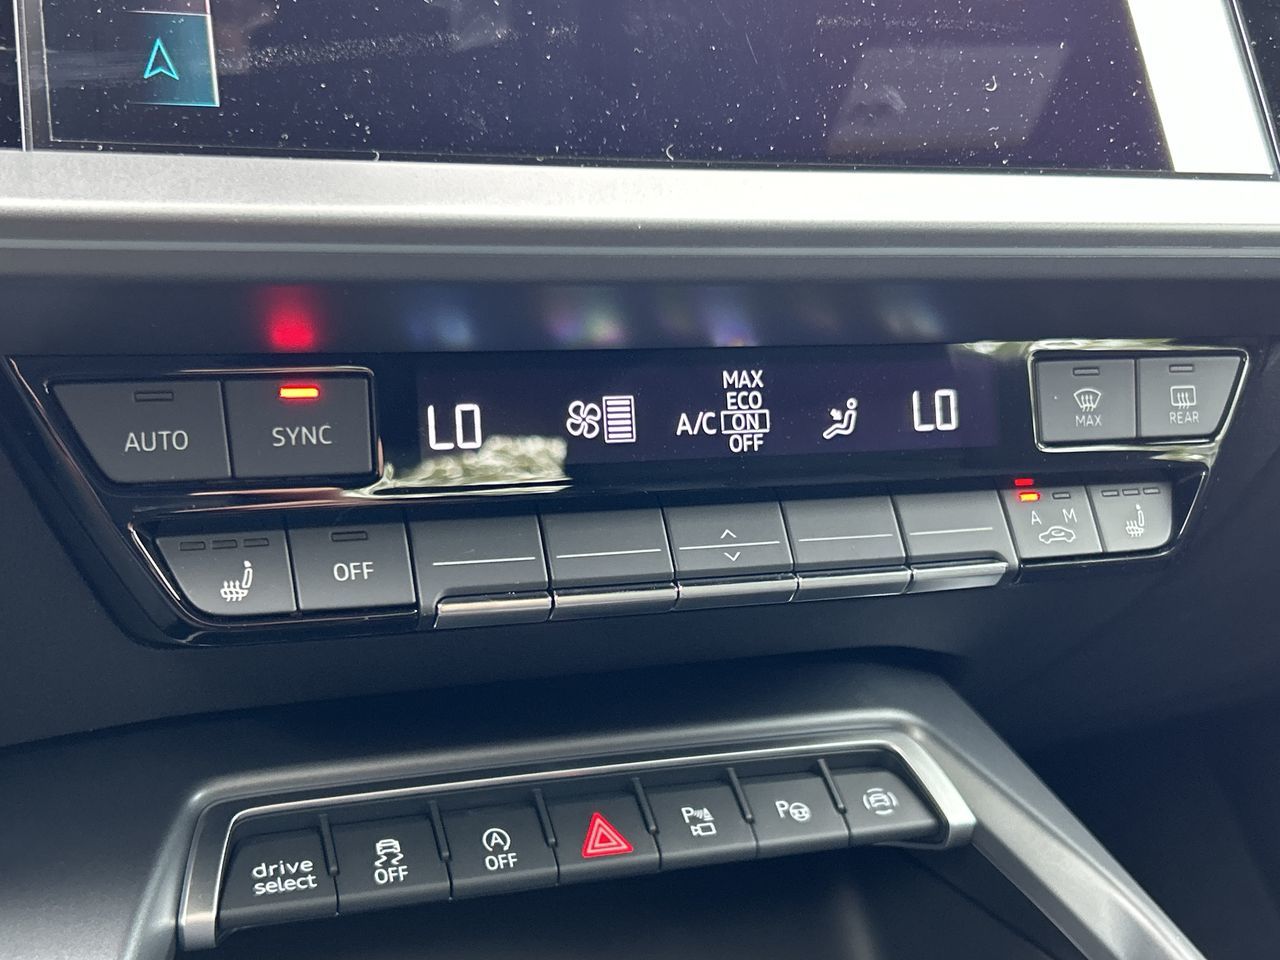 AUTO
SYNC
LO
A/C
MAX
ECO
ON
OFF
LO
MAX
REAR
OFF
A M
drive
select
OFF
A
OFF
P
P